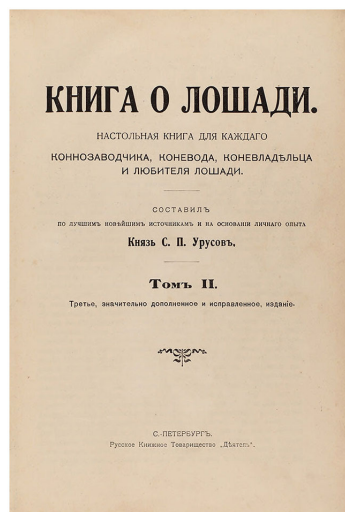 КНИГА О ЛОШАДИ.
НАСТОЛЬНАЯ КНИГА ДЛЯ КАЖДАГО
КОННОЗАВОДЧИКА, КОНЕВОДА, КОНЕВЛАДѢЛЬЦА
И ЛЮБИТЕЛЯ ЛОШАДИ.
СОСТАВИЛЪ
ПО ЛУЧШИМЪ НОВѢЙШИМЪ ИСТОЧНИКАМЪ И НА ОСНОВАНІИ ЛИЧНАГО ОПЫТА
Князь С. П. Урусовъ,
Томъ II.
Третье, значительно дополненное и исправленное, изданіе.
С.-ПЕТЕРБУРГЪ.
Русское Книжное Товарищество „Дѣятель".